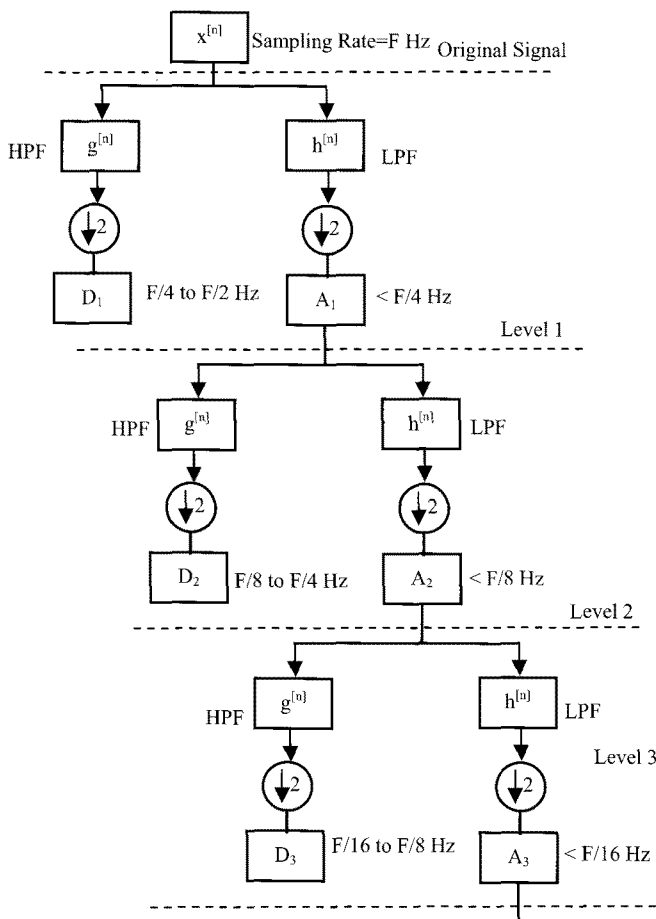 x[n] Sampling Rate=F Hz Original Signal
HPF g[n] h[n] LPF
2 2
D1 F/4 to F/2 Hz A1 < F/4 Hz
Level 1
HPF g[n] h[n] LPF
2 2
D2 F/8 to F/4 Hz A2 < F/8 Hz
Level 2
HPF g[n] h[n] LPF
2 2 Level 3
D3 F/16 to F/8 Hz A3 < F/16 Hz